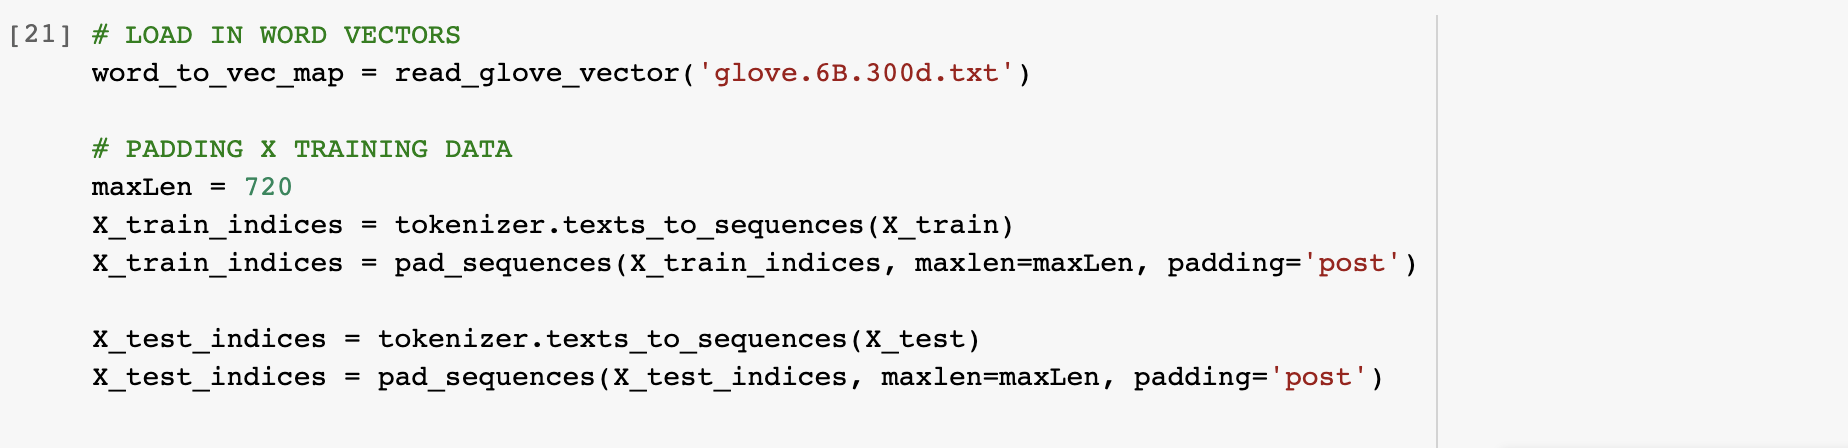 [21] # LOAD IN WORD VECTORS
word_to_vec_map = read_glove_vector('glove.6B.300d.txt')
# PADDING X TRAINING DATA
maxLen = 720
X_train_indices = tokenizer.texts_to_sequences(X_train)
X_train_indices = pad_sequences(X_train_indices, maxlen=maxLen, padding='post')
X_test_indices = tokenizer.texts_to_sequences(X_test)
X_test_indices = pad_sequences(X_test_indices, maxlen=maxLen, padding='post')